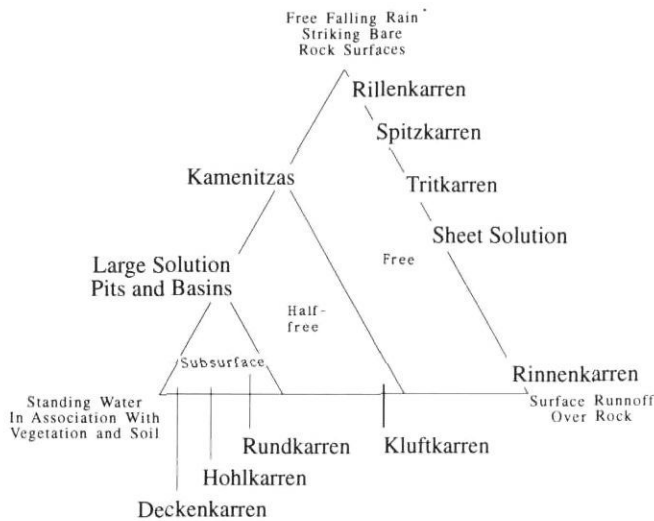 Free Falling Rain
Striking Bare
Rock Surfaces
Rillenkarren
Spitzkarren
Kamenitzas
Tritkarren
Sheet Solution
Free
Large Solution
Pits and Basins
Half-
free
Subsurface
Rinnenkarren
Standing Water
In Association With
Vegetation and Soil
Surface Runnoff
Over Rock
Rundkarren
Kluftkarren
Hohlkarren
Deckenkarren